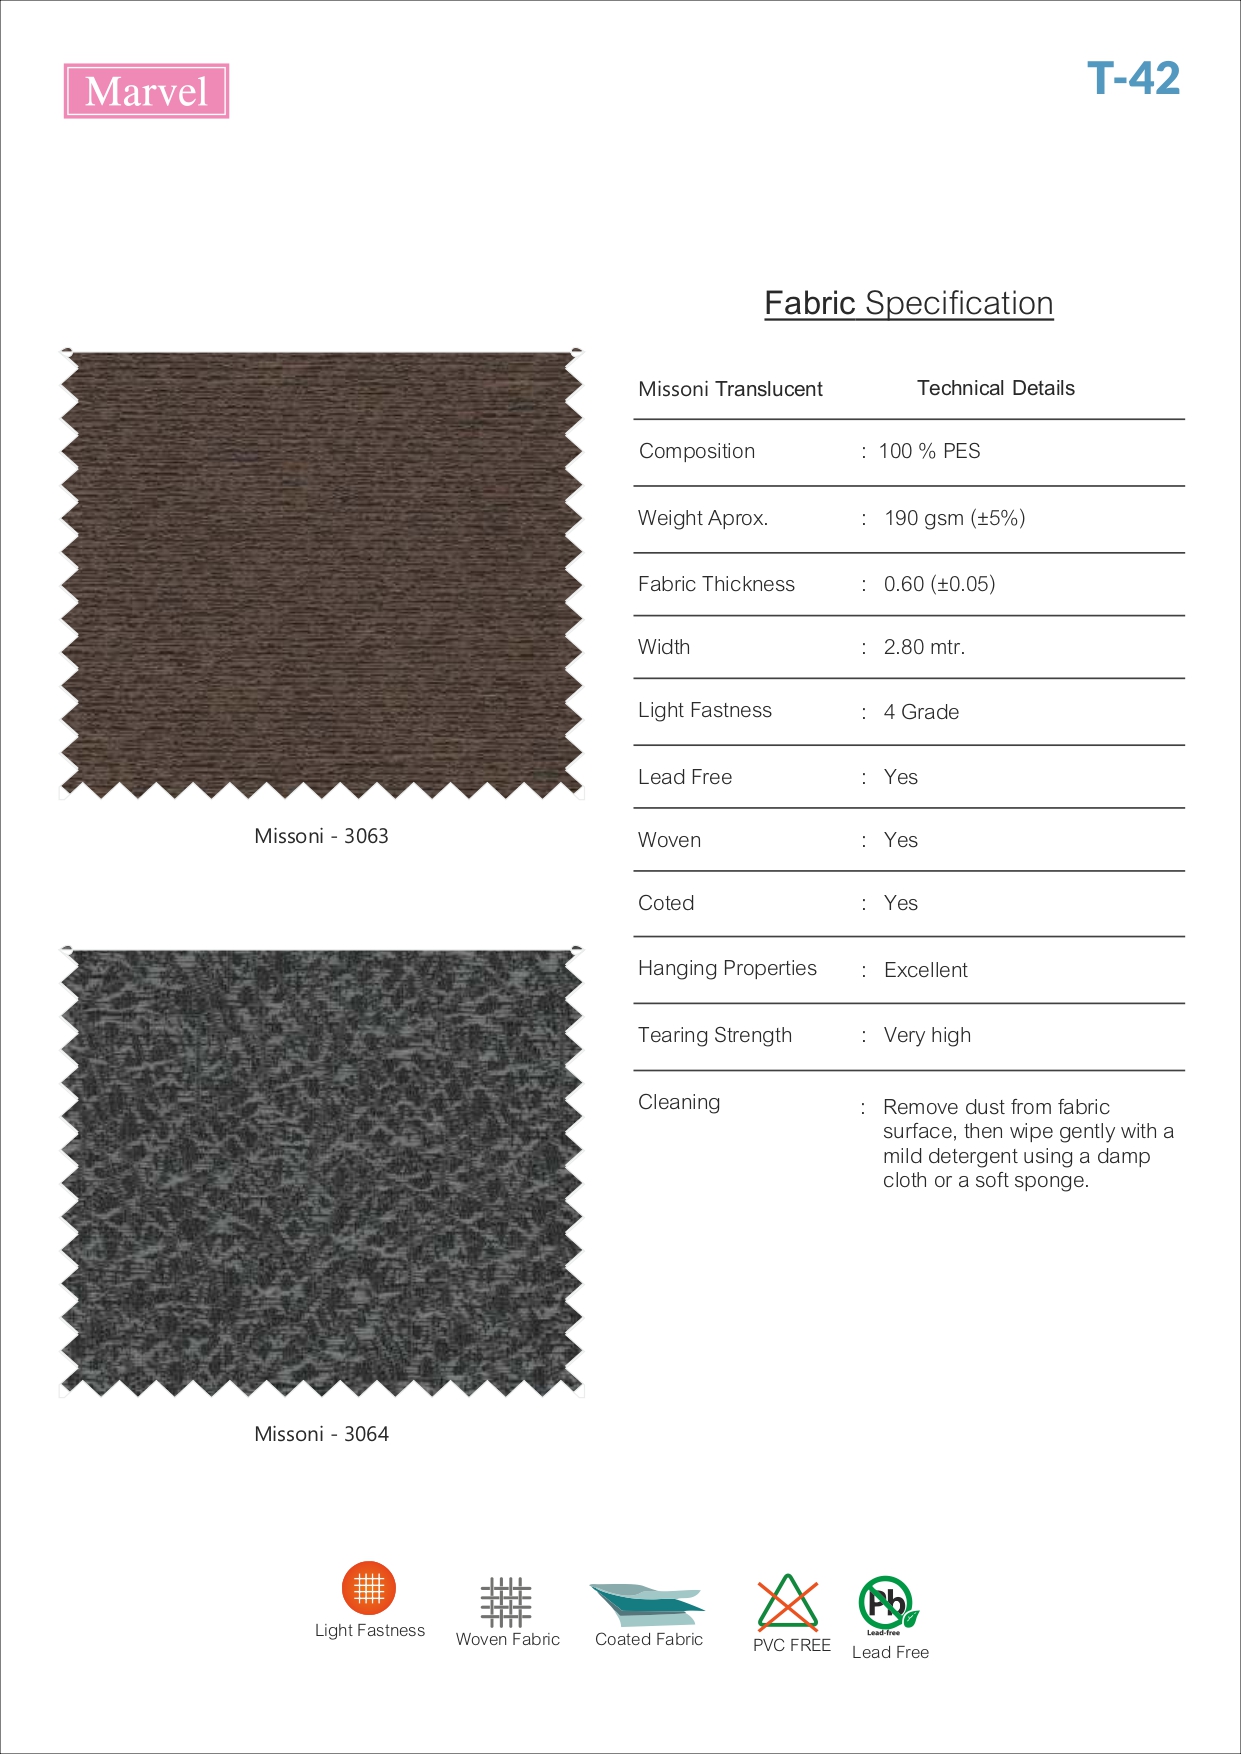 Marvel
T-42
Fabric Specification
Missoni Translucent Technical Details
Composition : 100 % PES
Weight Aprox. : 190 gsm (±5%)
Fabric Thickness : 0.60 (±0.05)
Width : 2.80 mtr.
Light Fastness : 4 Grade
Lead Free : Yes
Woven : Yes
Coted : Yes
Hanging Properties : Excellent
Tearing Strength : Very high
Cleaning : Remove dust from fabric
surface, then wipe gently with a
mild detergent using a damp
cloth or a soft sponge.
Missoni - 3063
Missoni - 3064
Light Fastness
Woven Fabric
Coated Fabric
PVC FREE
Pb
Lead-free
Lead Free